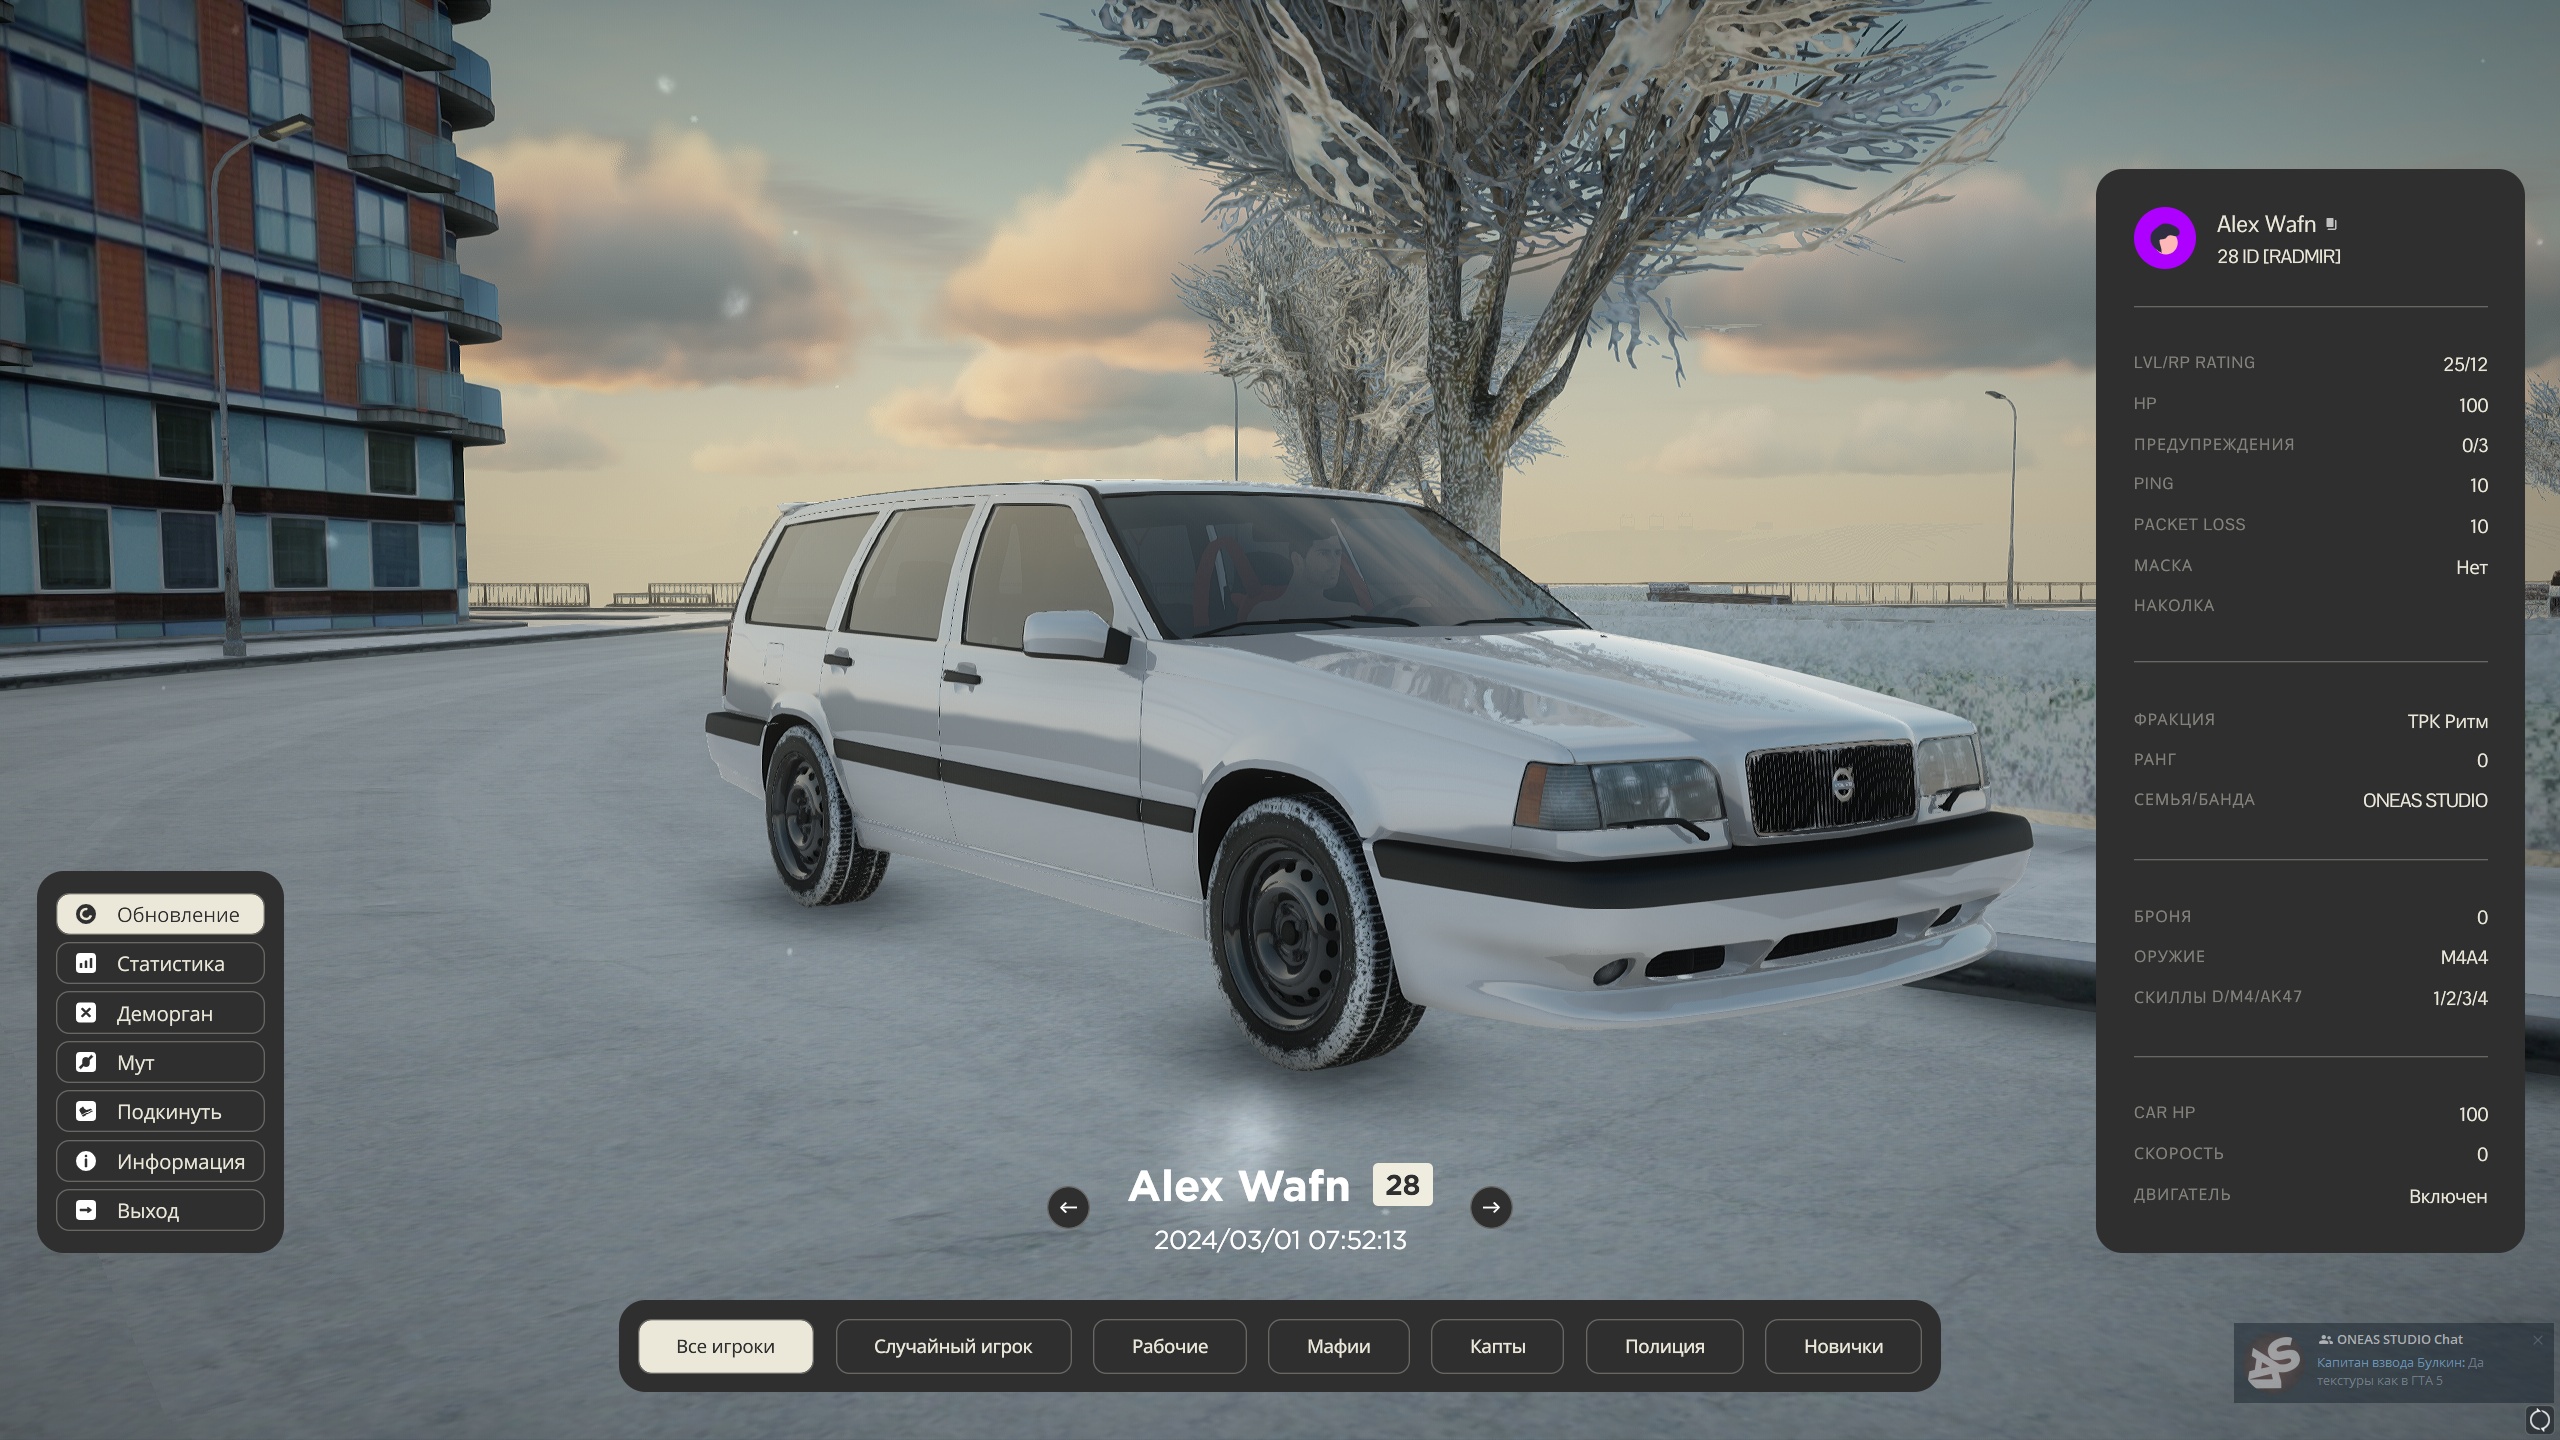 Alex Wafn
28 ID [RADMIR]
LVL/RP RATING 25/12
HP 100
ПРЕДУПРЕЖДЕНИЯ 0/3
PING 10
PACKET LOSS 10
МАСКА Нет
НАКОЛКА
ФРАКЦИЯ ТРК Ритм
РАНГ 0
СЕМЬЯ/БАНДА ONEAS STUDIO
БРОНЯ 0
ОРУЖИЕ M4A4
СКИЛЛЫ D/M4/AK47 1/2/3/4
CAR HP 100
СКОРОСТЬ 0
ДВИГАТЕЛЬ Включен
Обновление
Статистика
Деморган
Мут
Подкинуть
Информация
Выход
Alex Wafn 28
2024/03/01 07:52:13
Все игроки Случайный игрок Рабочие Мафии Капты Полиция Новички
ONEAS STUDIO Chat
Капитан взвода Булкин: Да
текстуры как в ГТА 5